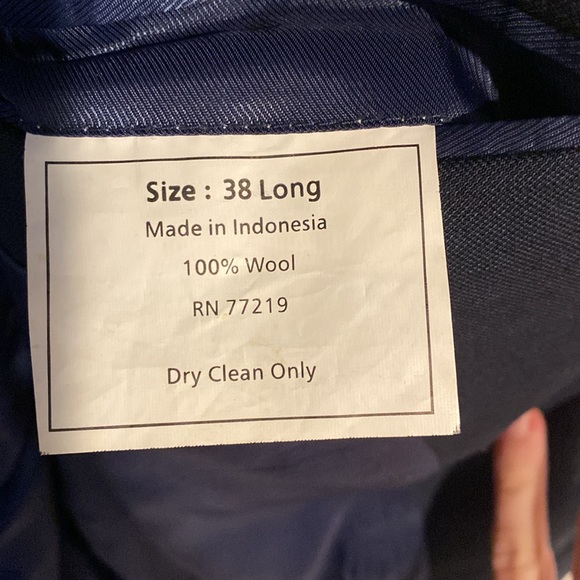 Size : 38 Long
Made in Indonesia
100% Wool
RN 77219
Dry Clean Only